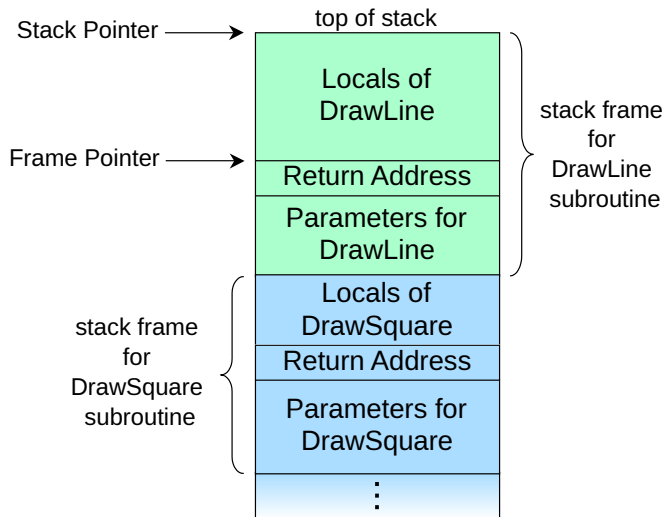 top of stack
Stack Pointer
Locals of
DrawLine
stack frame
for
DrawLine
subroutine
Frame Pointer
Return Address
Parameters for
DrawLine
Locals of
DrawSquare
stack frame
for
DrawSquare
subroutine
Return Address
Parameters for
DrawSquare
⋮